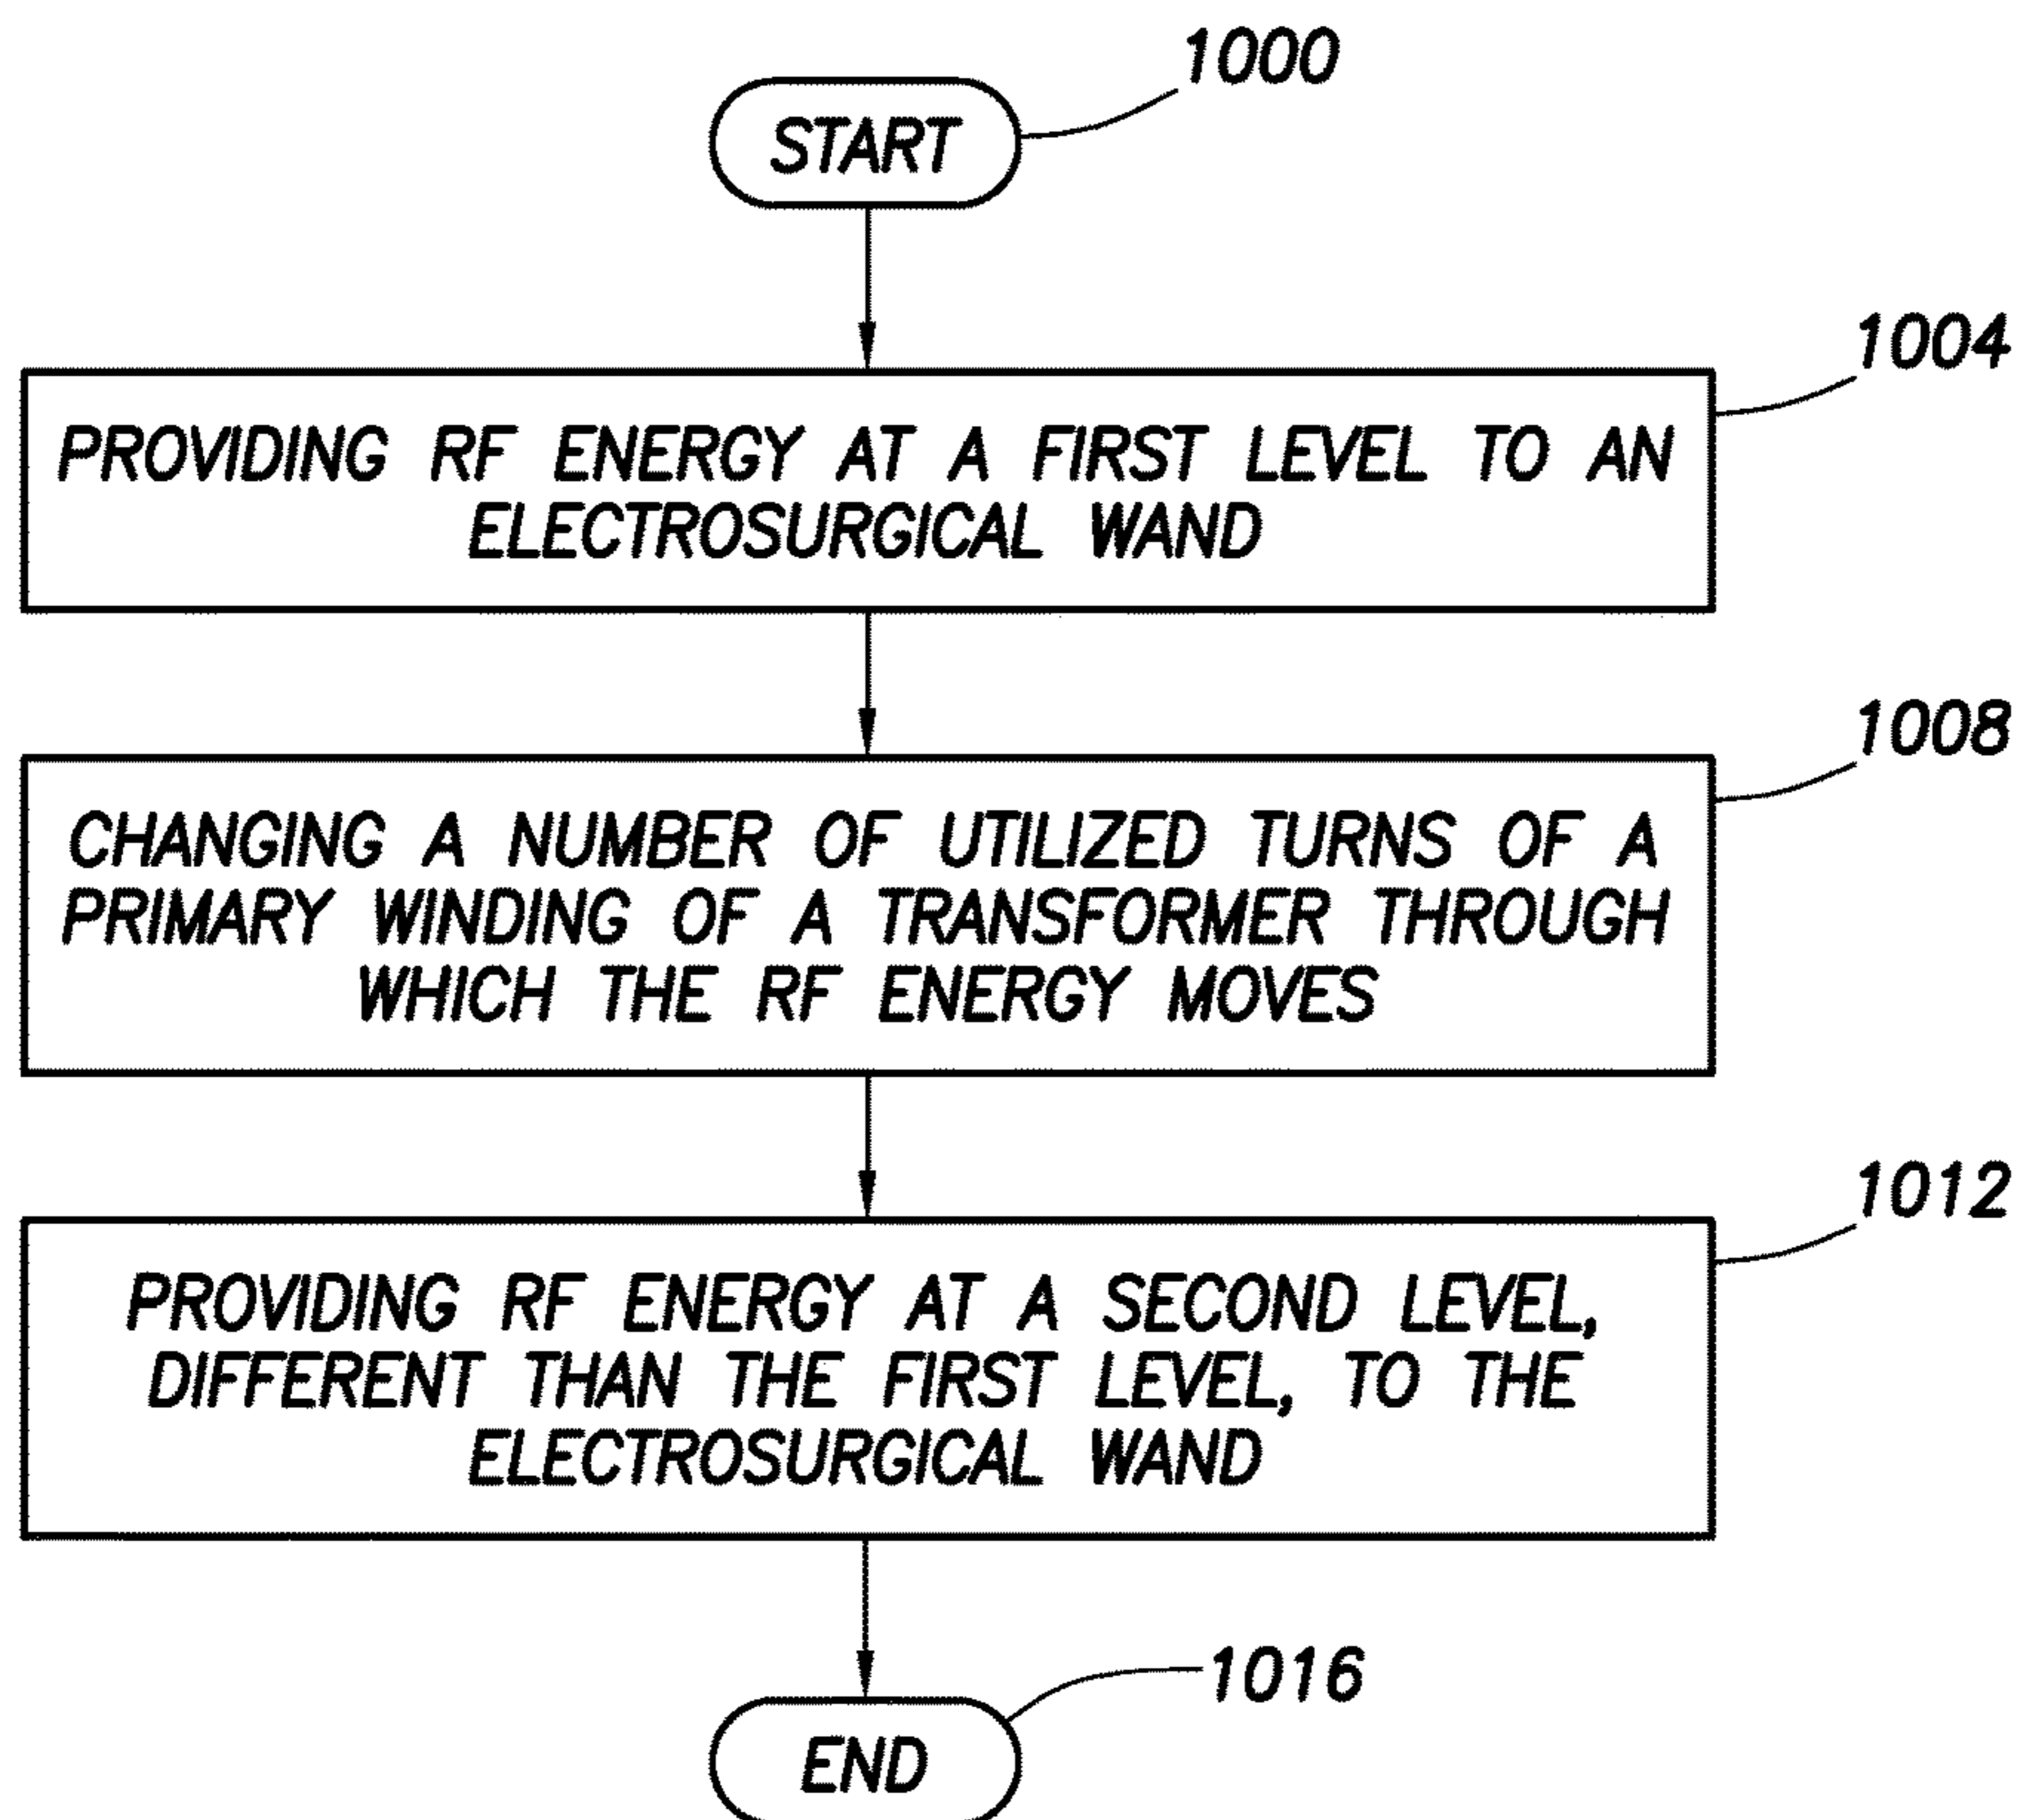 1000
START
1004
PROVIDING RF ENERGY AT A FIRST LEVEL TO AN
ELECTROSURGICAL WAND
1008
CHANGING A NUMBER OF UTILIZED TURNS OF A
PRIMARY WINDING OF A TRANSFORMER THROUGH
WHICH THE RF ENERGY MOVES
1012
PROVIDING RF ENERGY AT A SECOND LEVEL,
DIFFERENT THAN THE FIRST LEVEL, TO THE
ELECTROSURGICAL WAND
1016
END